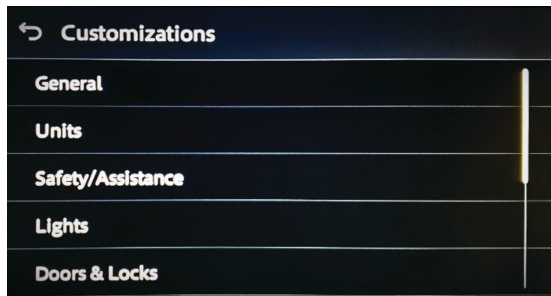 Customizations
General
Units
Safety/Assistance
Lights
Doors & Locks